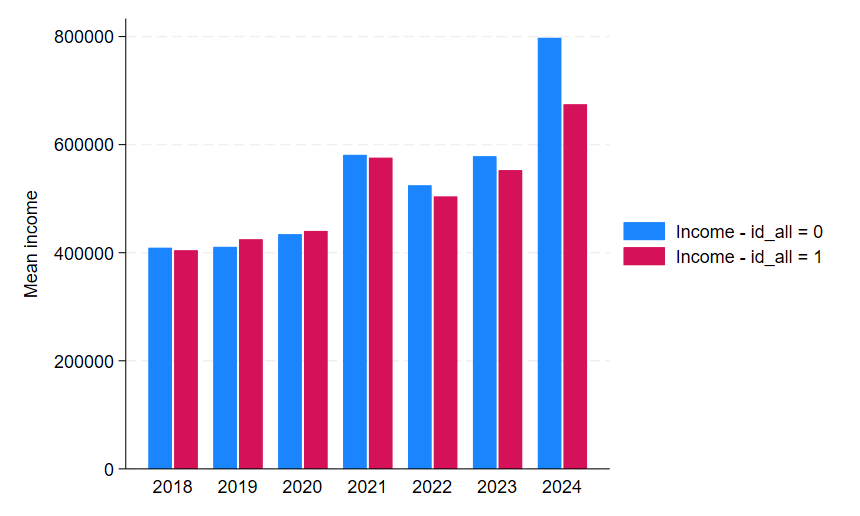 Mean income
800000
600000
400000
200000
0
2018 2019 2020 2021 2022 2023 2024
Income - id_all = 0
Income - id_all = 1